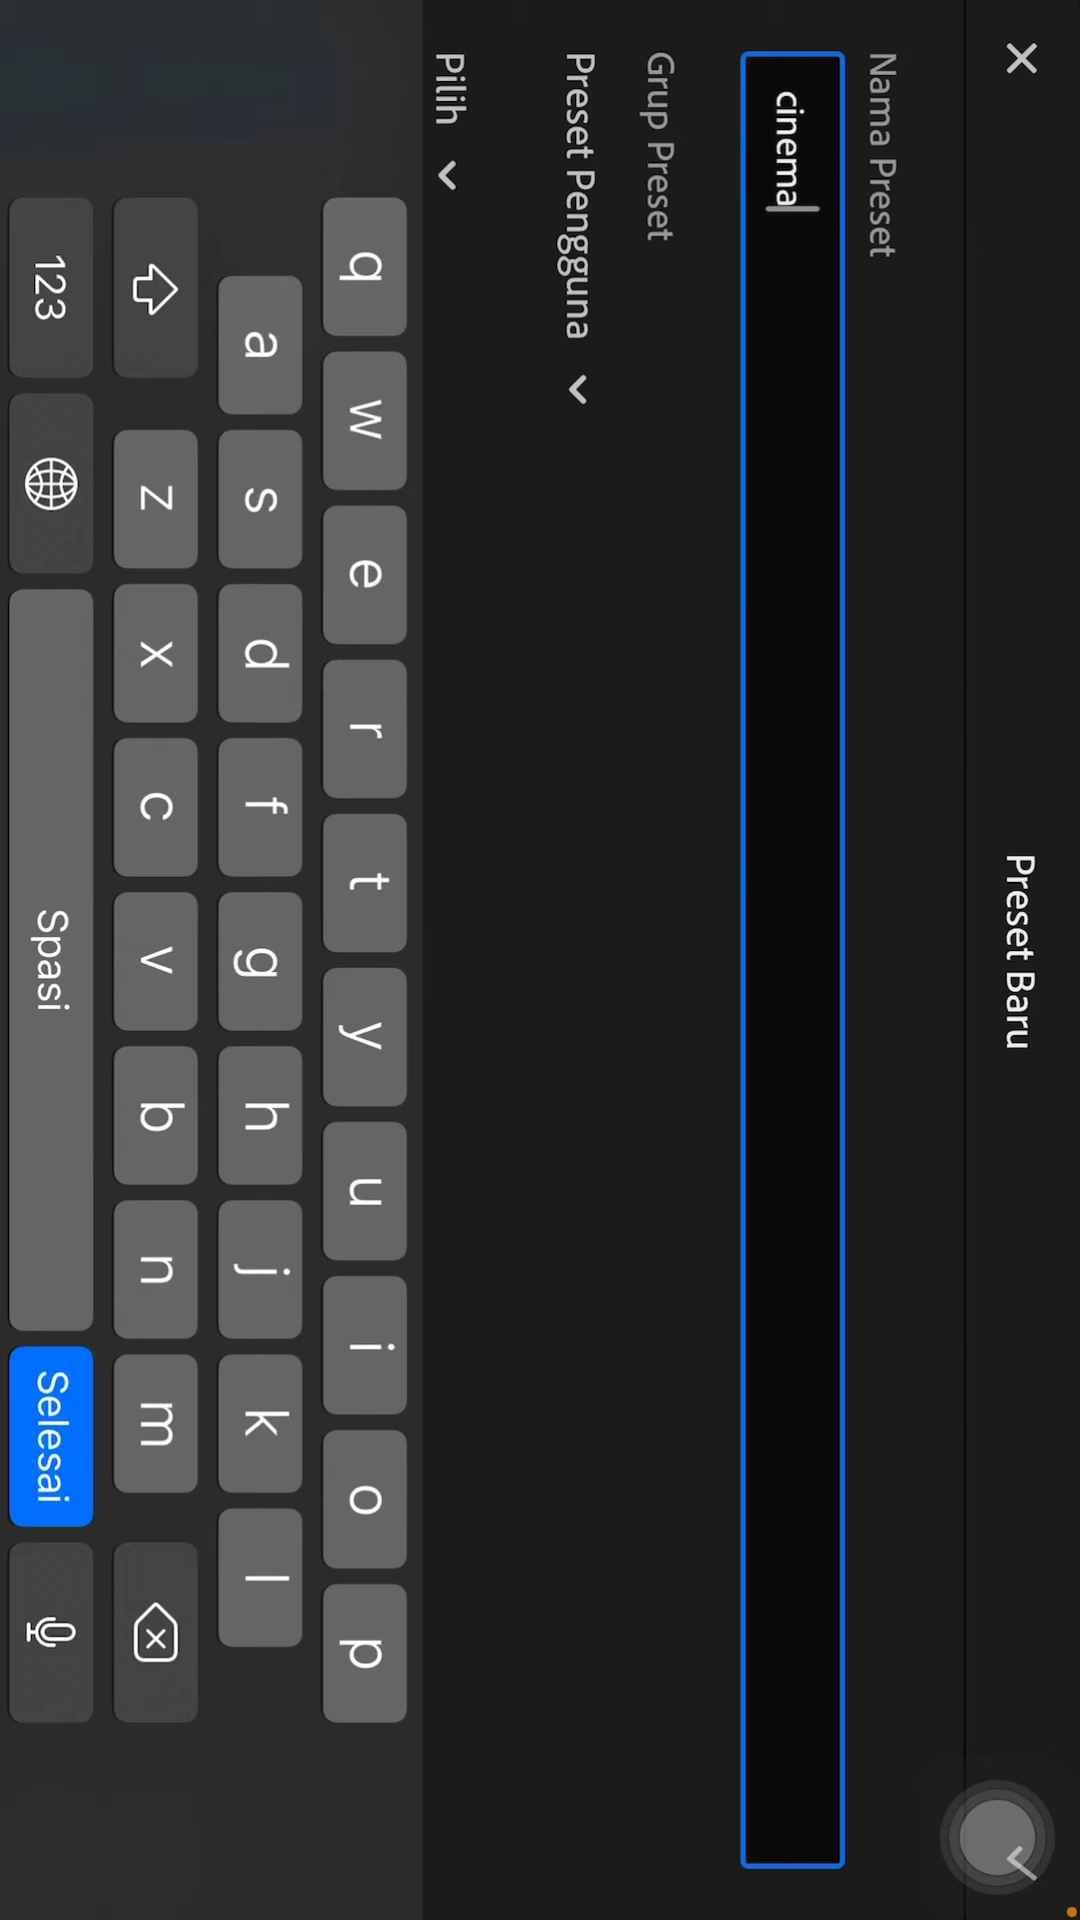 Preset Baru
Nama Preset
cinema
Grup Preset
Preset Pengguna
Pilih
q w e r t y u i o p
a s d f g h j k l
z x c v b n m
123 Spasi Selesai